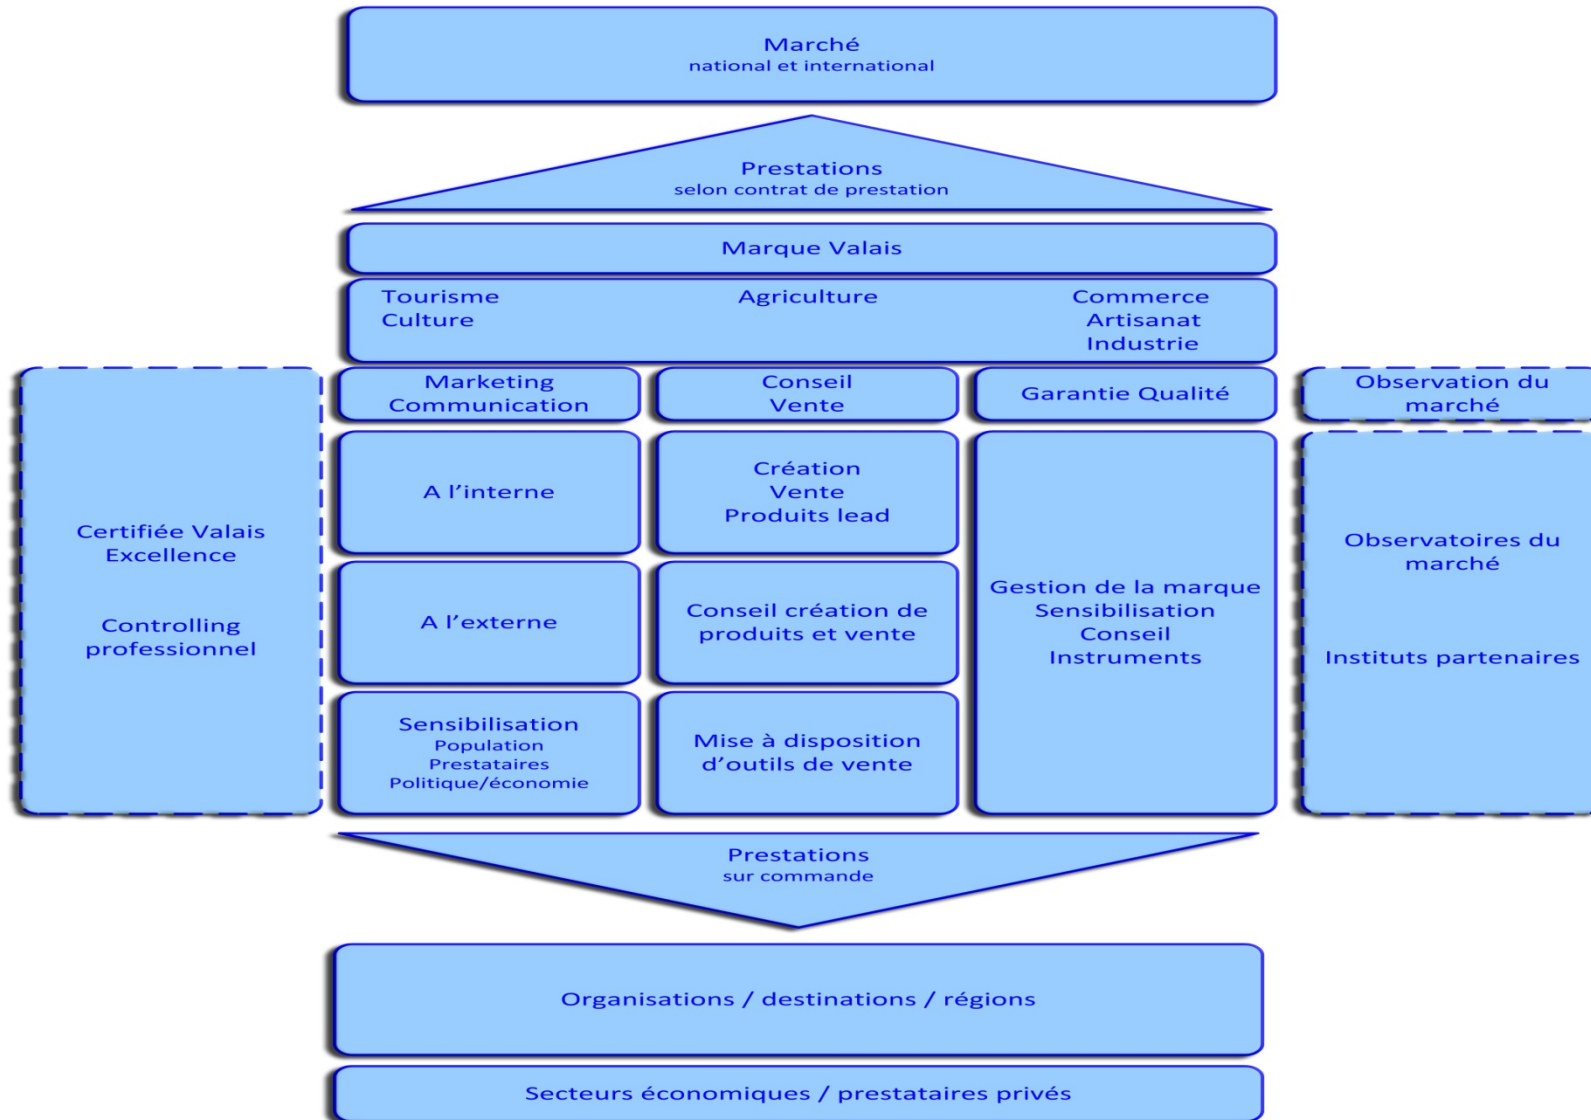 Marché
national et international
Prestations
selon contrat de prestation
Marque Valais
Tourisme
Culture
Agriculture
Commerce
Artisanat
Industrie
Certifiée Valais
Excellence
Controlling
professionnel
Marketing
Communication
A l’interne
A l’externe
Sensibilisation
Population
Prestataires
Politique/économie
Conseil
Vente
Création
Vente
Produits lead
Conseil création de
produits et vente
Mise à disposition
d’outils de vente
Garantie Qualité
Gestion de la marque
Sensibilisation
Conseil
Instruments
Observation du
marché
Observatoires du
marché
Instituts partenaires
Prestations
sur commande
Organisations / destinations / régions
Secteurs économiques / prestataires privés